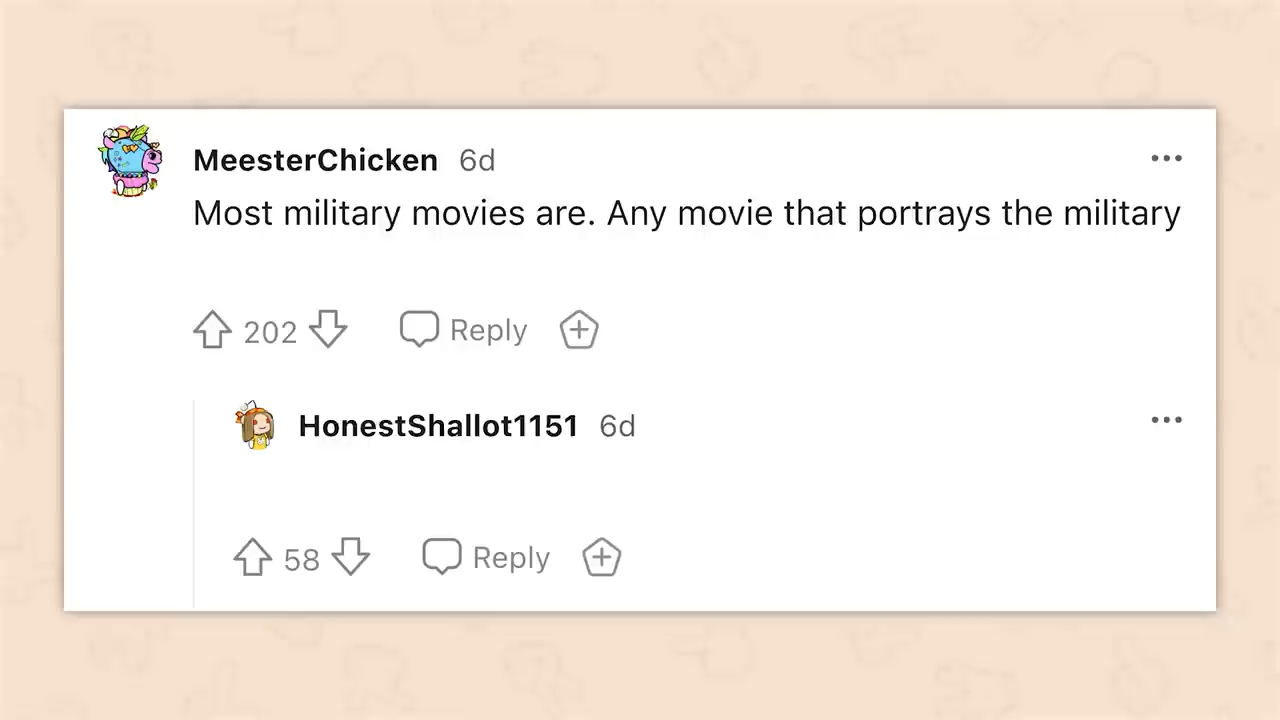 MeesterChicken 6d
Most military movies are. Any movie that portrays the military
202 Reply
HonestShallot1151 6d
58 Reply